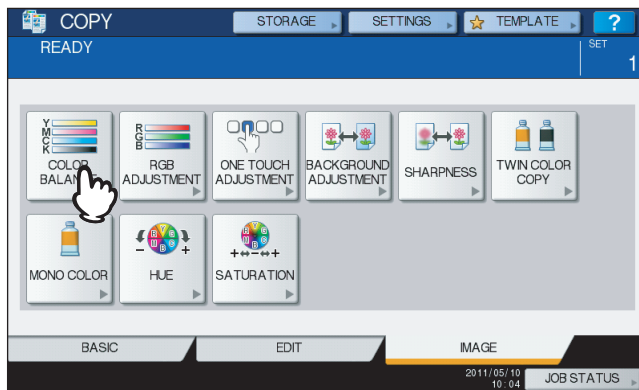 COPY
STORAGE
SETTINGS
TEMPLATE
?
READY
SET
1
Y
M
C
K
COLOR
BALAN
R
G
B
RGB
ADJUSTMENT
ONE TOUCH
ADJUSTMENT
BACKGROUND
ADJUSTMENT
SHARPNESS
TWIN COLOR
COPY
MONO COLOR
- +
HUE
+↔−↔+
SATURATION
BASIC
EDIT
IMAGE
2011/05/10
10:04
JOB STATUS